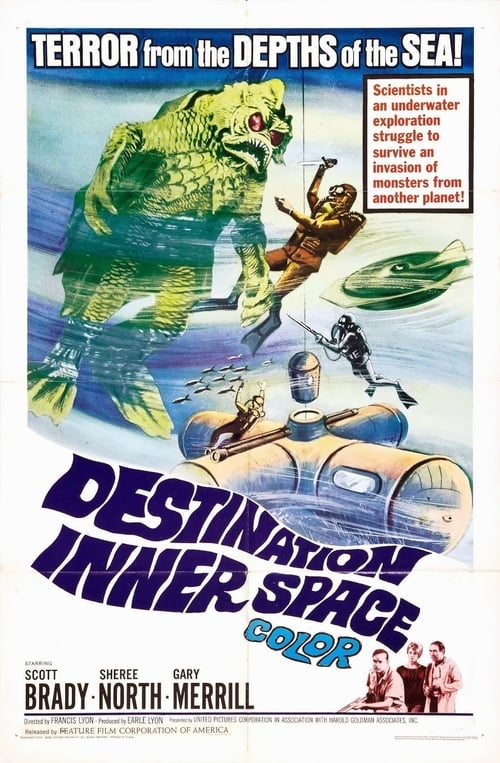 TERROR from the DEPTHS of the SEA!
Scientists in
an underwater
exploration
struggle to
survive an
invasion of
monsters from
another planet!
DESTINATION
INNER SPACE
COLOR
STARRING
SCOTT SHEREE GARY
BRADY · NORTH · MERRILL
Directed by FRANCIS LYON · Produced by EARLE LYON Presented by UNITED PICTURES CORPORATION IN ASSOCIATION WITH HAROLD GOLDMAN ASSOCIATES, INC.
Released by FEATURE FILM CORPORATION OF AMERICA